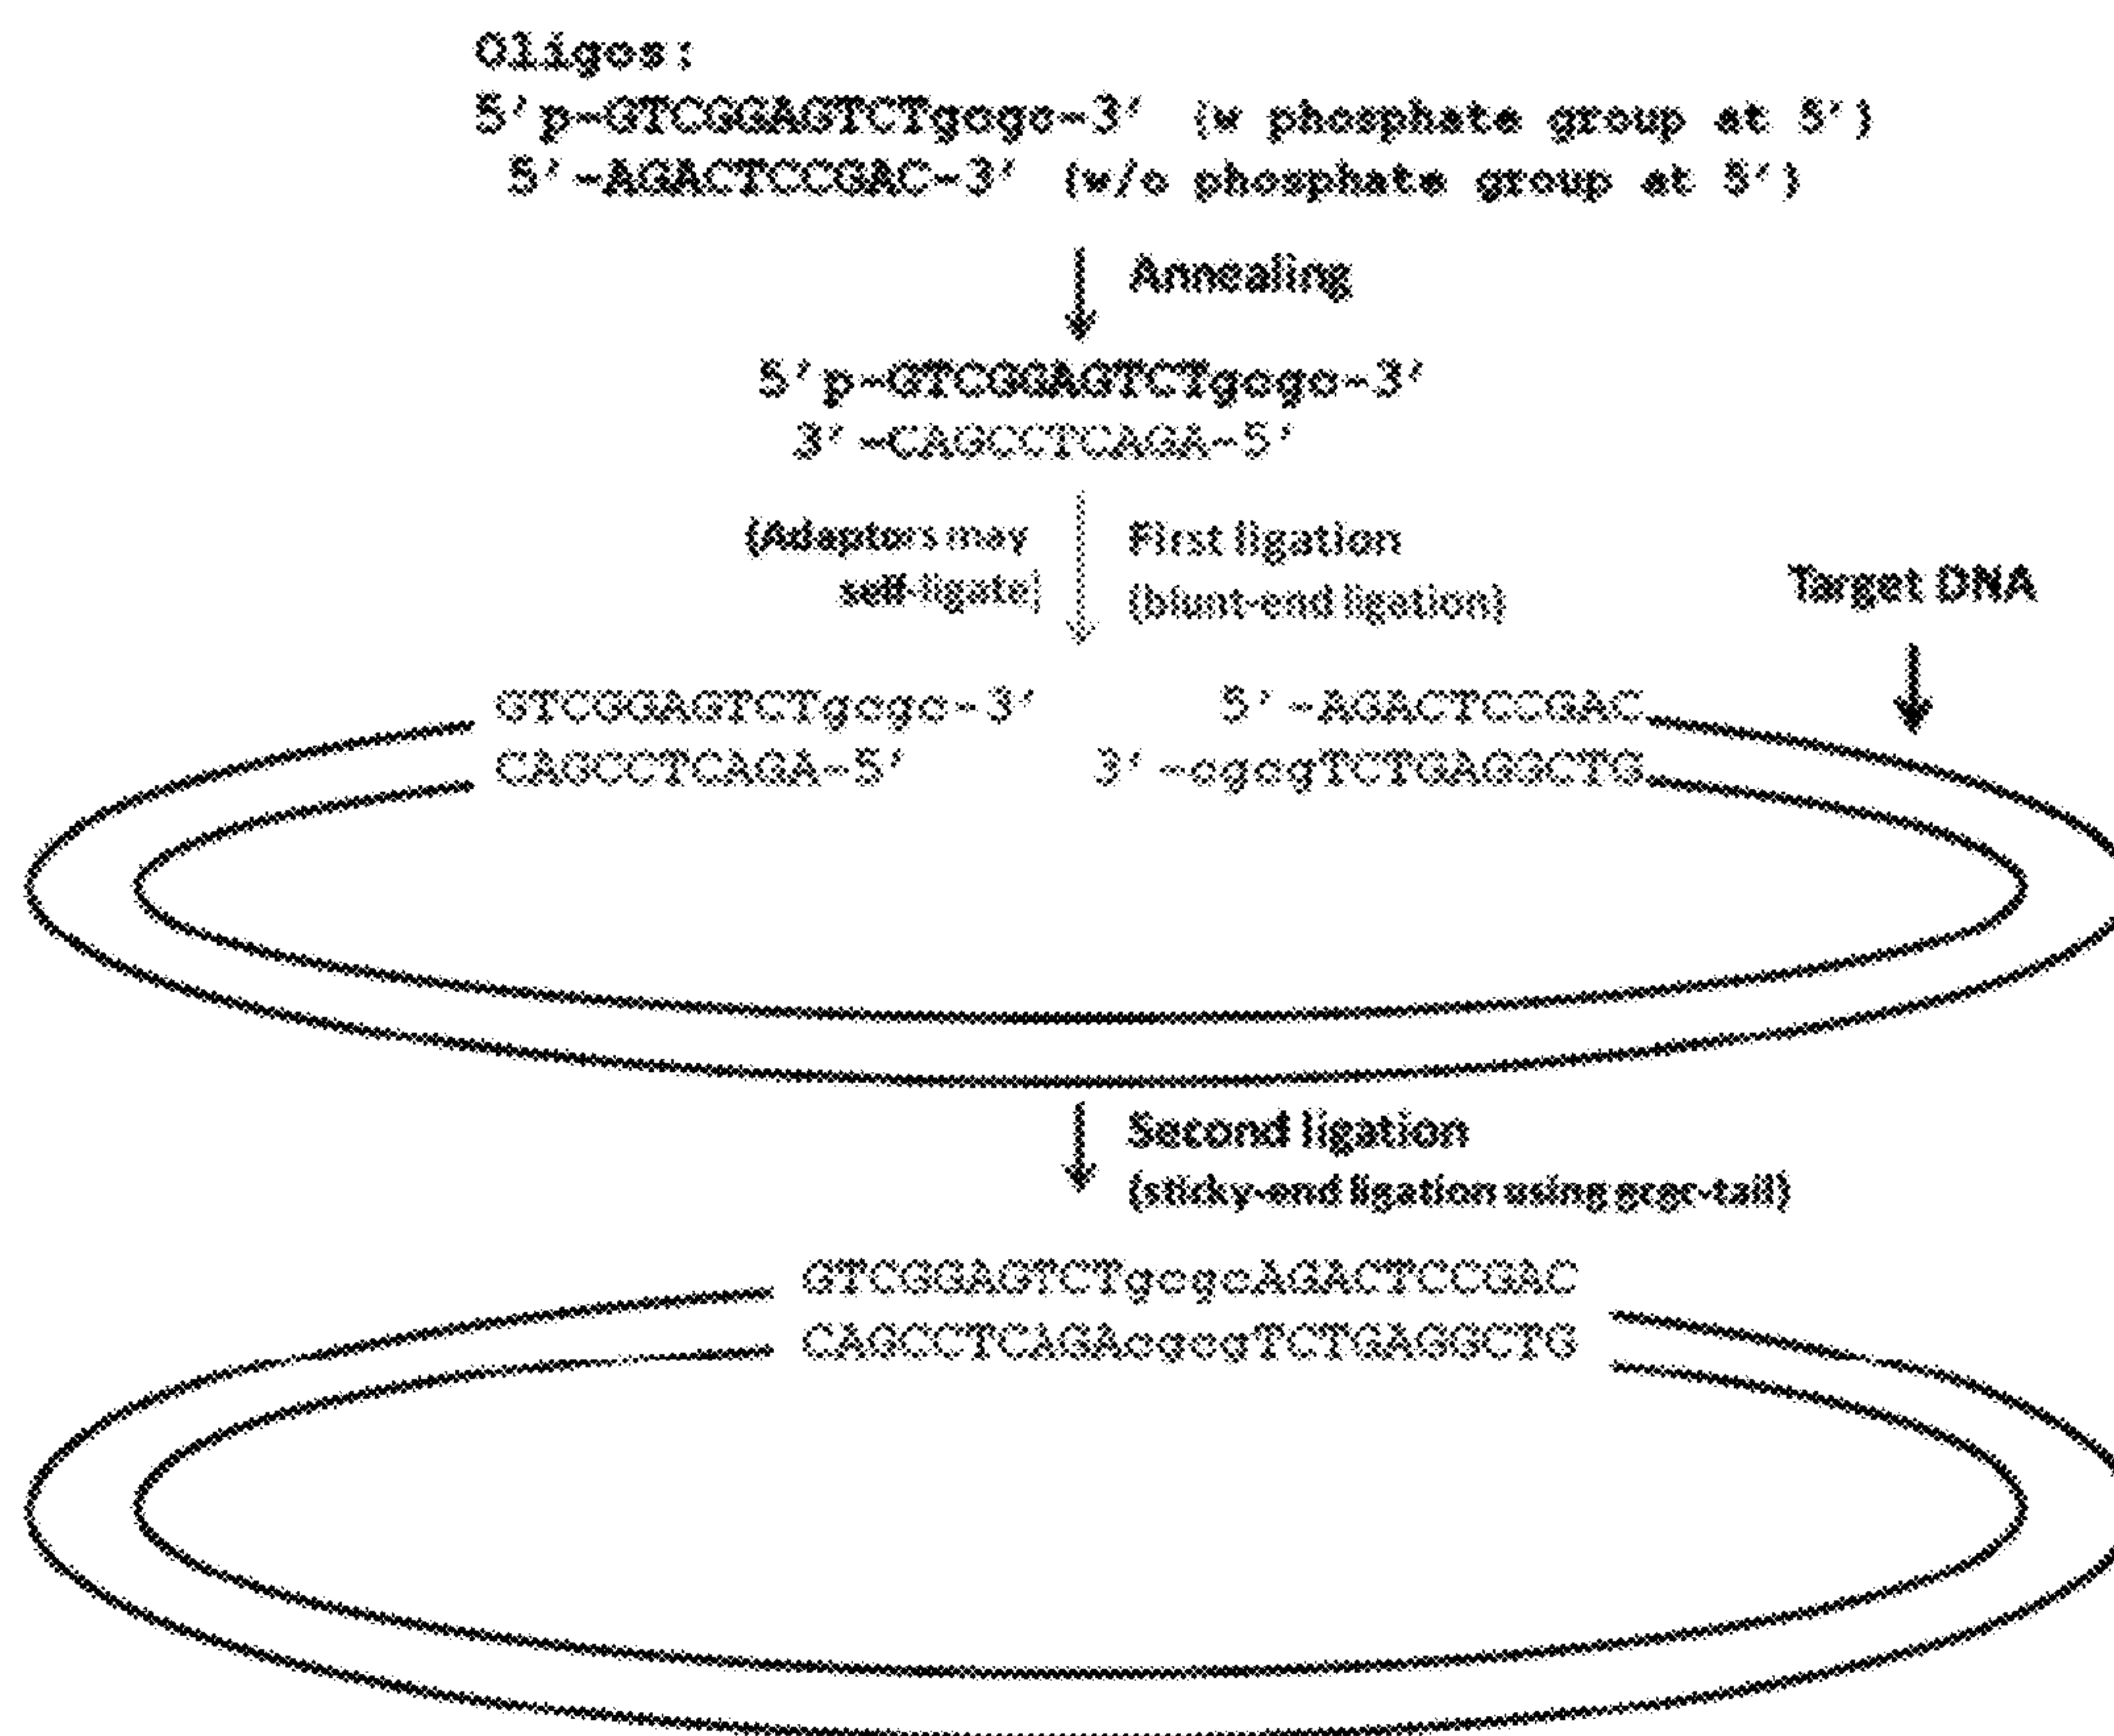 Oligos:
5'p-GTCGGAGTCTgcgc-3' (w phosphate group at 5')
5'-AGACTCCGAC-3' (w/o phosphate group at 5')
Annealing
5'p-GTCGGAGTCTgcgc-3'
3'-CAGCCTCAGA-5'
(Adaptors may
self-ligate)
First ligation
(blunt-end ligation)
Target DNA
GTCGGAGTCTgcgc-3' 5'-AGACTCCGAC
CAGCCTCAGA-5' 3'-cgcgTCTGAGGCTG
Second ligation
(sticky-end ligation using gcgc-tail)
GTCGGAGTCTgcgcAGACTCCGAC
CAGCCTCAGAcgcgTCTGAGGCTG